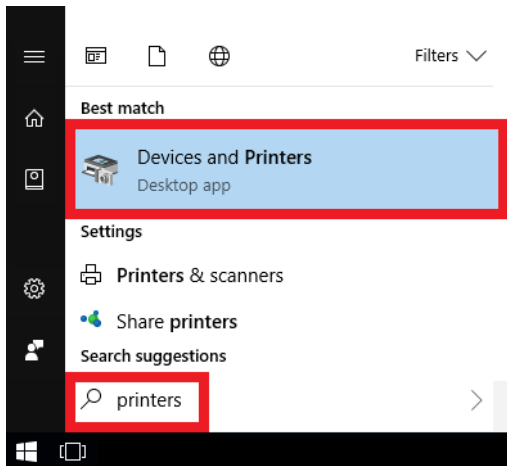 Filters
Best match
Devices and Printers
Desktop app
Settings
Printers & scanners
Share printers
Search suggestions
printers